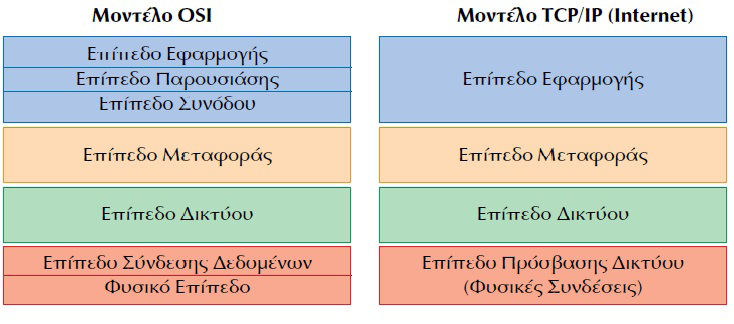 Μοντέλο OSI
Επίπεδο Εφαρμογής
Επίπεδο Παρουσιάσης
Επίπεδο Συνόδου
Επίπεδο Μεταφοράς
Επίπεδο Δικτύου
Επίπεδο Σύνδεσης Δεδομένων
Φυσικό Επίπεδο
Μοντέλο TCP/IP (Internet)
Επίπεδο Εφαρμογής
Επίπεδο Μεταφοράς
Επίπεδο Δικτύου
Επίπεδο Πρόσβασης Δικτύου
(Φυσικές Συνδέσεις)